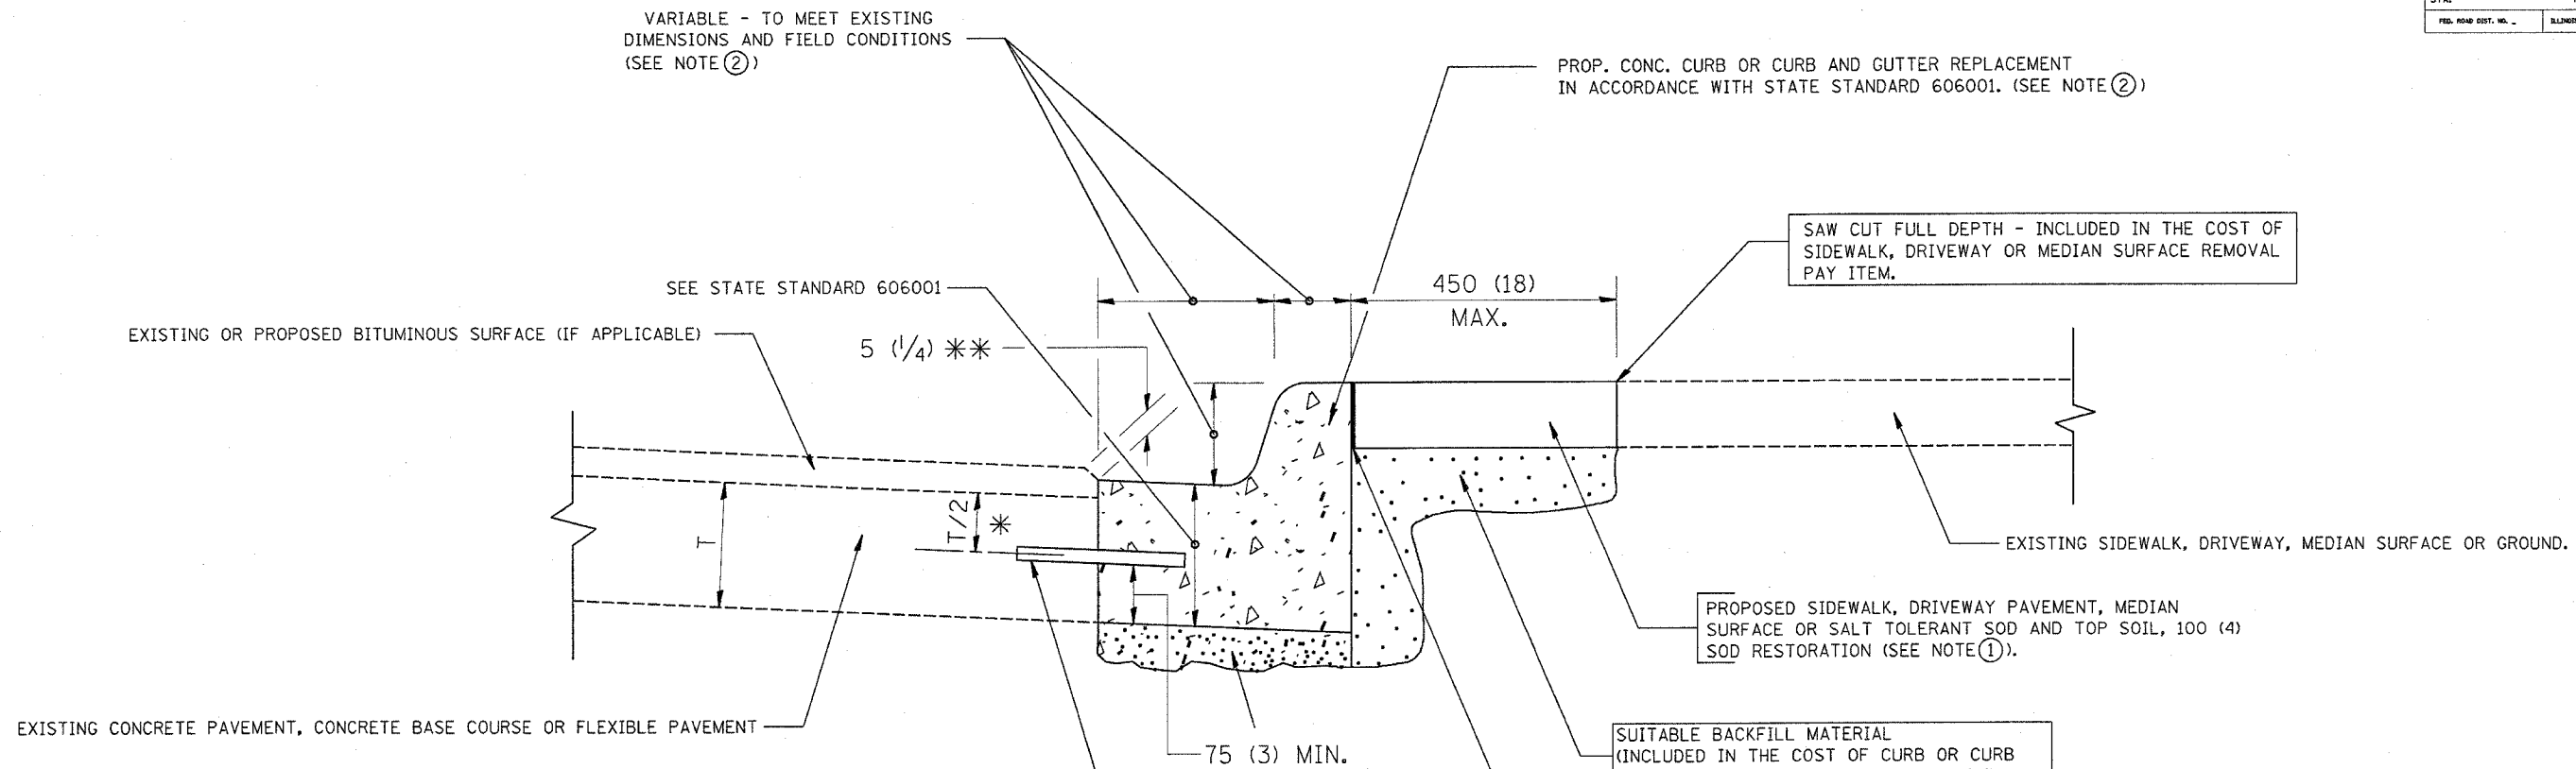 FED. ROAD DIST. NO. _
VARIABLE - TO MEET EXISTING
DIMENSIONS AND FIELD CONDITIONS
(SEE NOTE ②)
PROP. CONC. CURB OR CURB AND GUTTER REPLACEMENT
IN ACCORDANCE WITH STATE STANDARD 606001. (SEE NOTE ②)
SAW CUT FULL DEPTH - INCLUDED IN THE COST OF
SIDEWALK, DRIVEWAY OR MEDIAN SURFACE REMOVAL
PAY ITEM.
SEE STATE STANDARD 606001
450 (18)
MAX.
EXISTING OR PROPOSED BITUMINOUS SURFACE (IF APPLICABLE)
5 (1/4) **
T
T/2 *
EXISTING SIDEWALK, DRIVEWAY, MEDIAN SURFACE OR GROUND.
PROPOSED SIDEWALK, DRIVEWAY PAVEMENT, MEDIAN
SURFACE OR SALT TOLERANT SOD AND TOP SOIL, 100 (4)
SOD RESTORATION (SEE NOTE ①).
EXISTING CONCRETE PAVEMENT, CONCRETE BASE COURSE OR FLEXIBLE PAVEMENT
75 (3) MIN.
SUITABLE BACKFILL MATERIAL
(INCLUDED IN THE COST OF CURB OR CURB